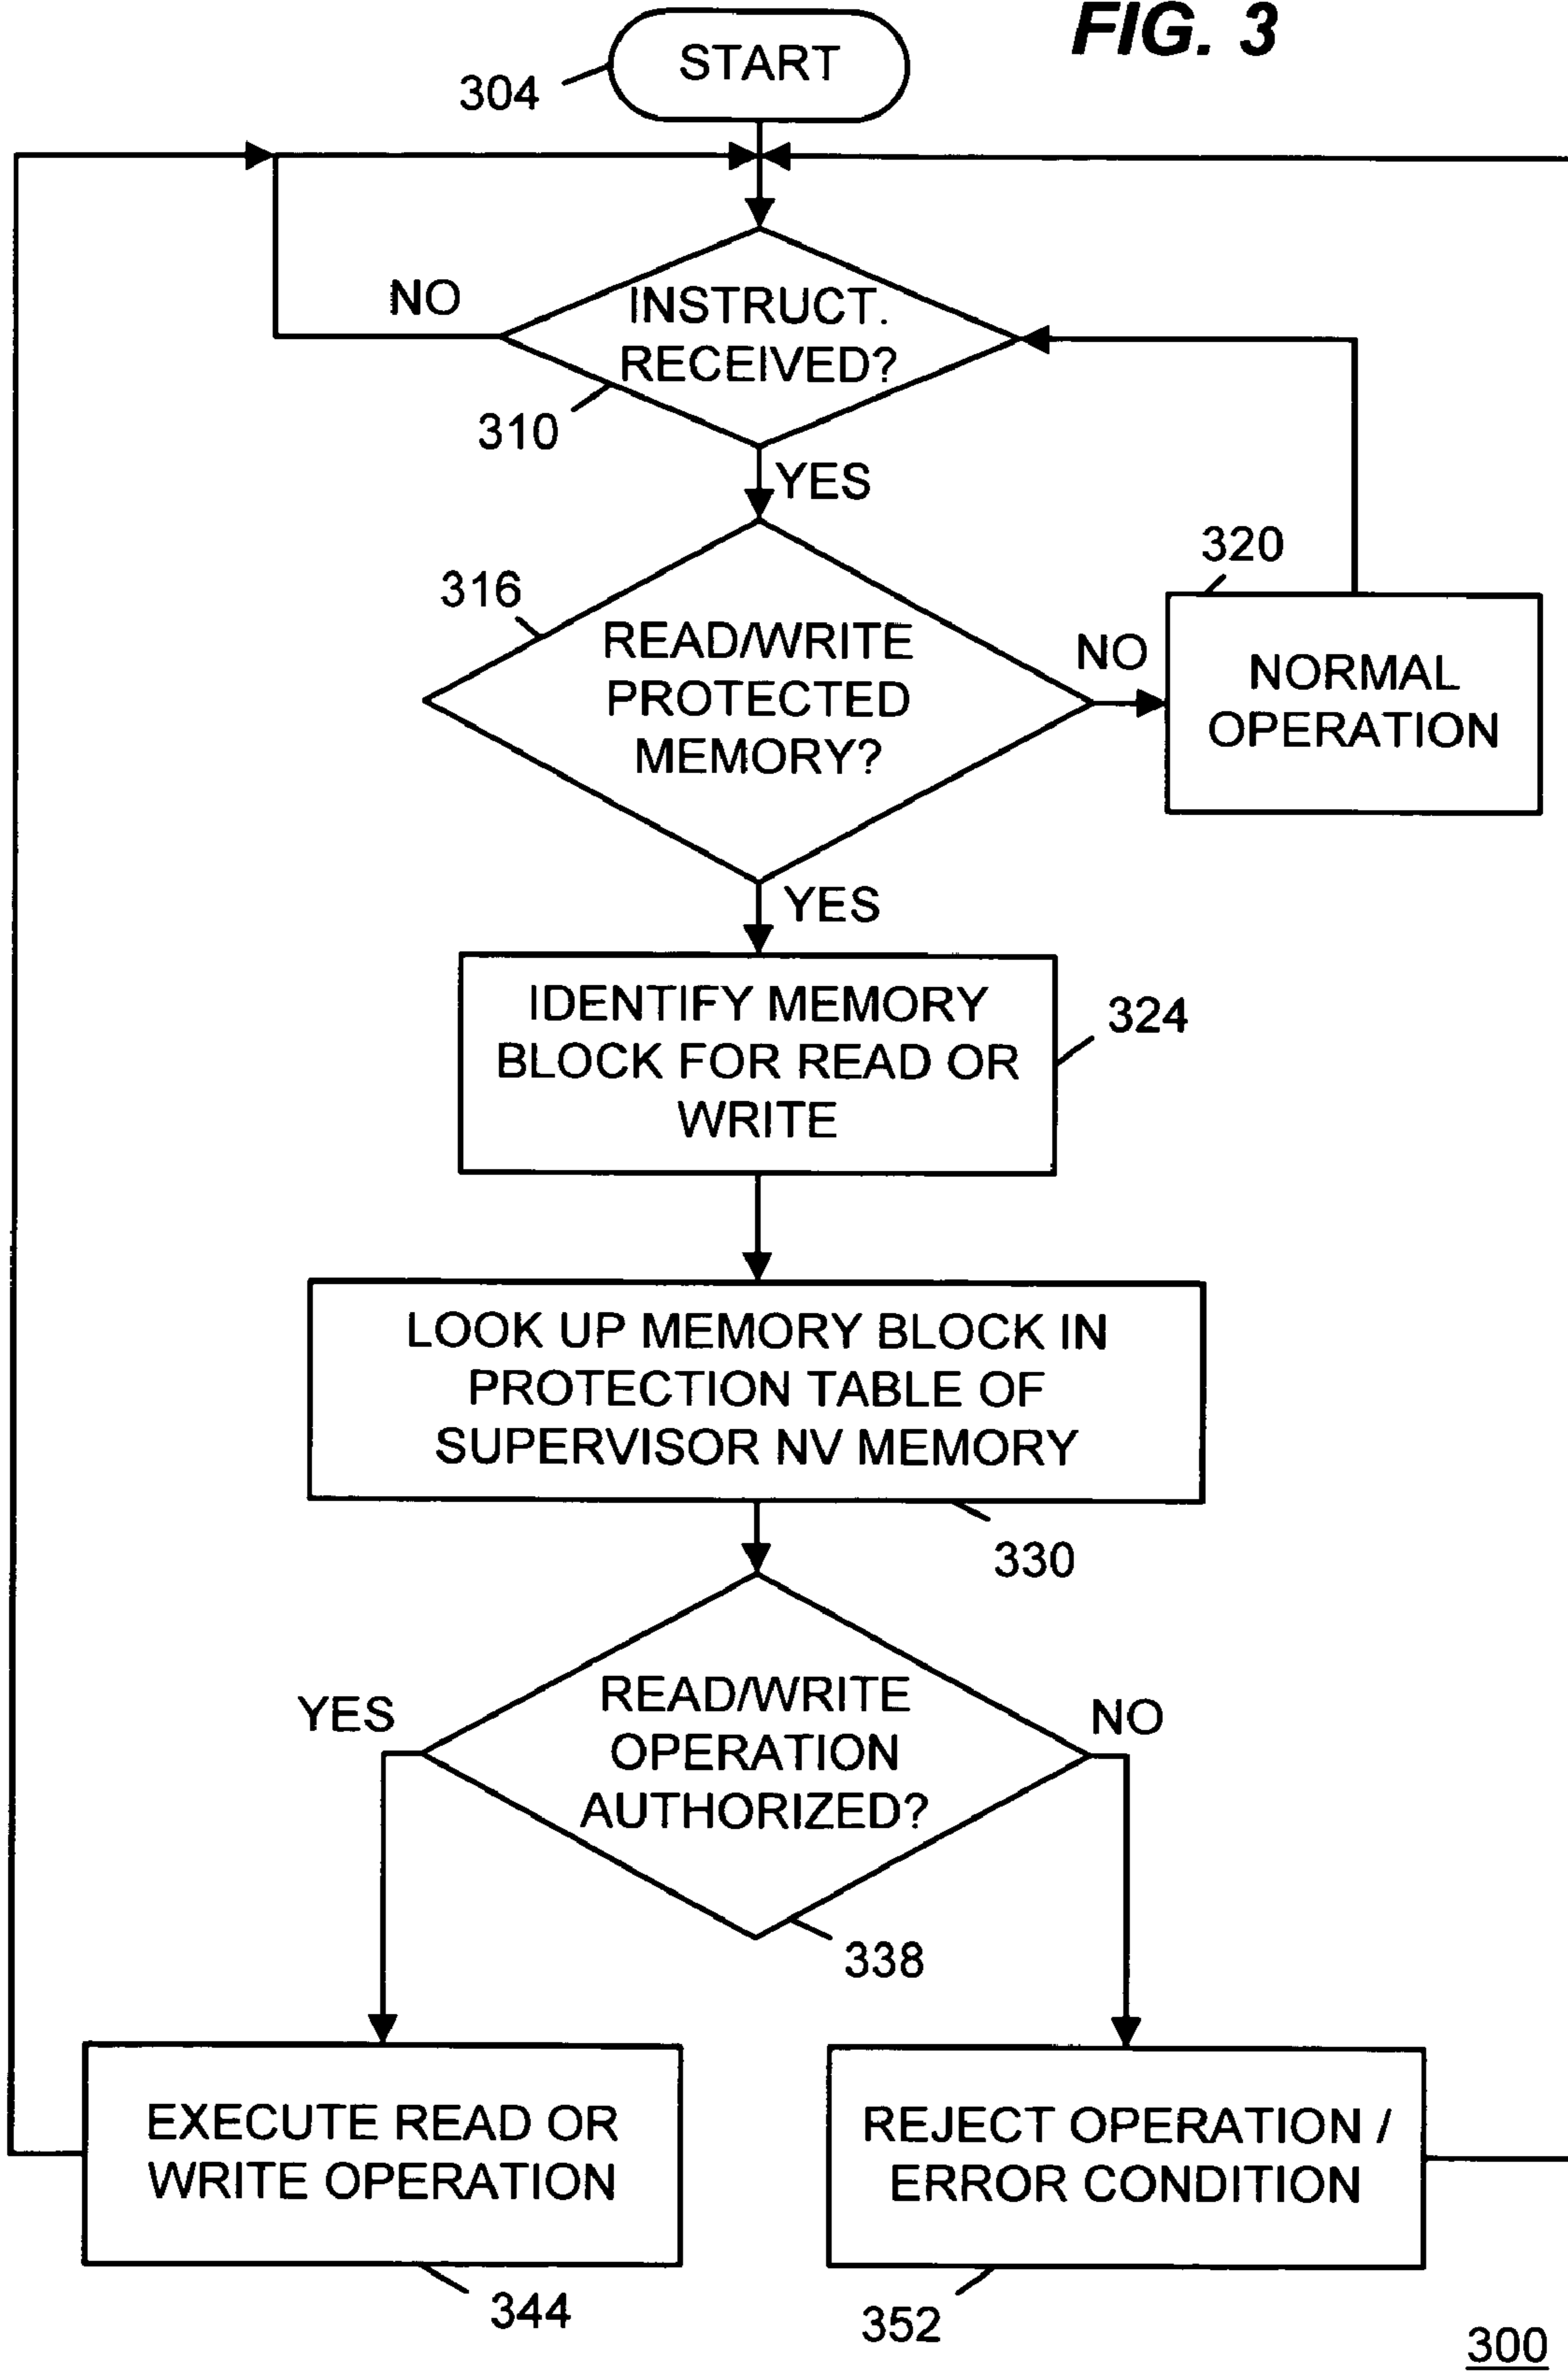 FIG. 3
START
304
NO
INSTRUCT.
RECEIVED?
310
YES
320
316
READ/WRITE
PROTECTED
MEMORY?
NO
NORMAL
OPERATION
YES
IDENTIFY MEMORY
BLOCK FOR READ OR
WRITE
324
LOOK UP MEMORY BLOCK IN
PROTECTION TABLE OF
SUPERVISOR NV MEMORY
330
YES
READ/WRITE
OPERATION
AUTHORIZED?
NO
338
EXECUTE READ OR
WRITE OPERATION
REJECT OPERATION /
ERROR CONDITION
344
352
300